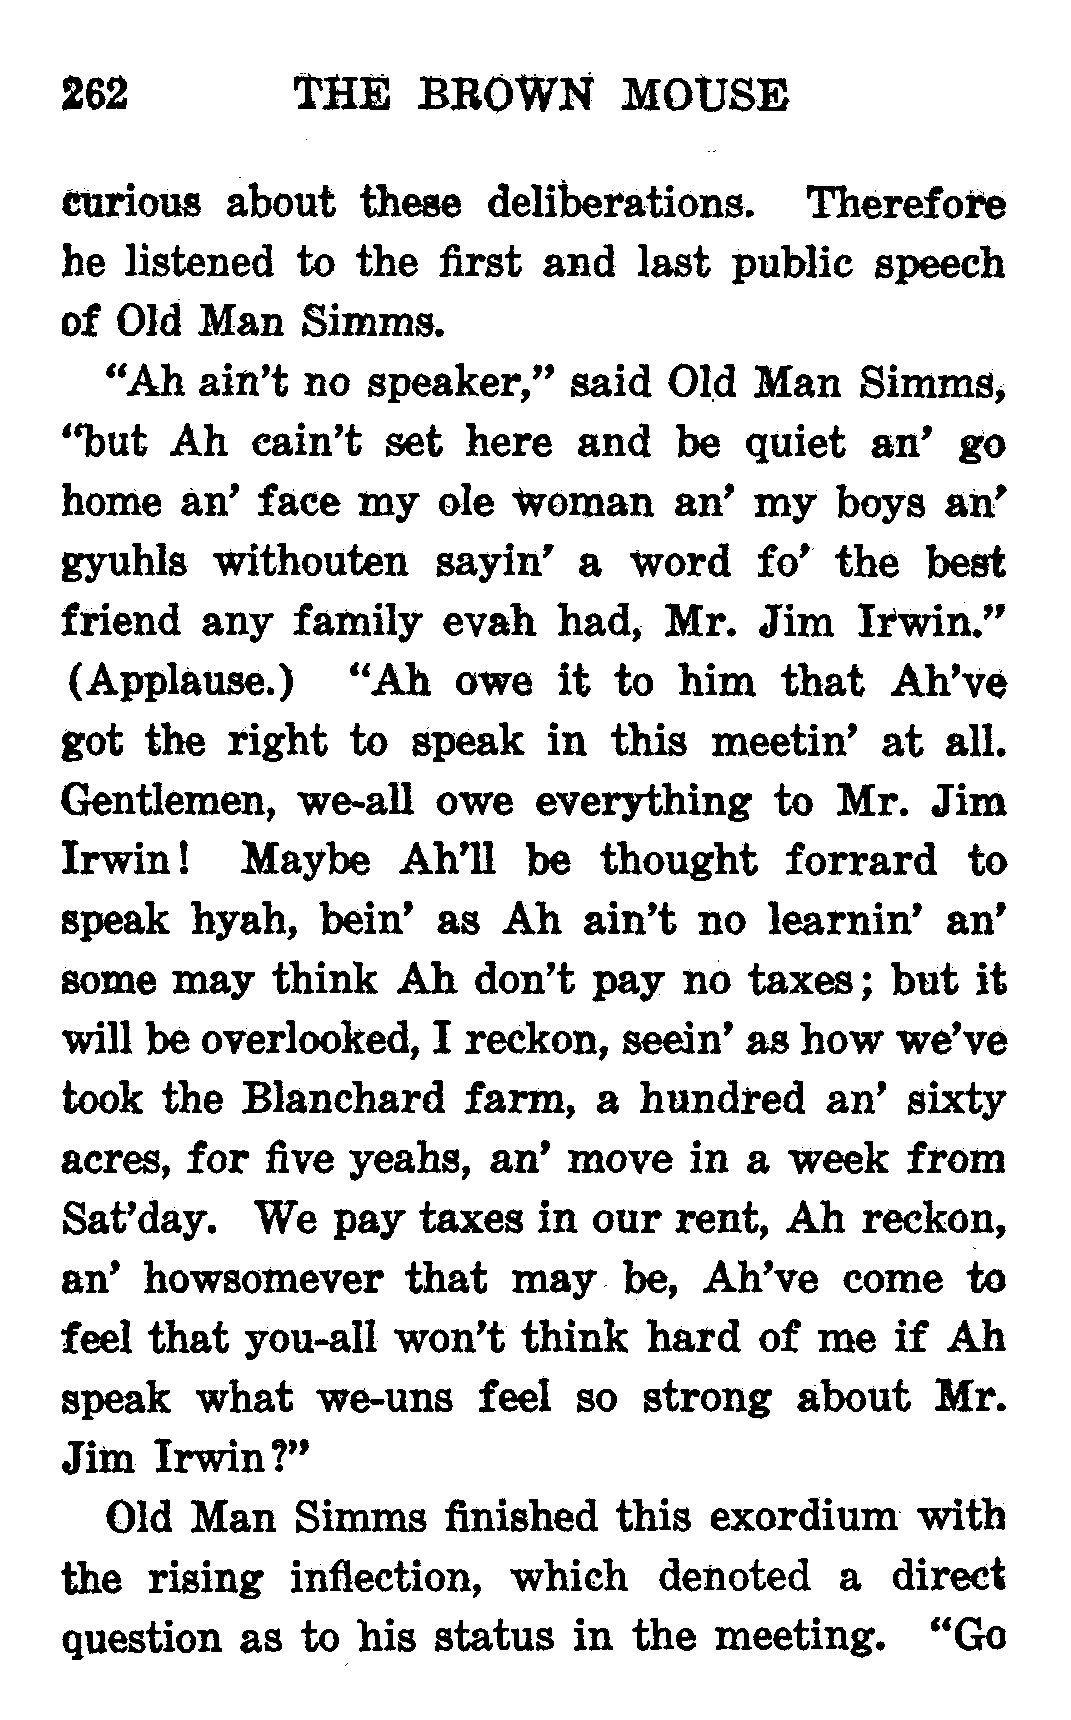 262 THE BROWN MOUSE
curious about these deliberations. Therefore
he listened to the first and last public speech
of Old Man Simms.
“Ah ain’t no speaker,” said Old Man Simms,
“but Ah cain’t set here and be quiet an’ go
home an’ face my ole woman an’ my boys an’
gyuhls withouten sayin’ a word fo’ the best
friend any family evah had, Mr. Jim Irwin.”
(Applause.) “Ah owe it to him that Ah’ve
got the right to speak in this meetin’ at all.
Gentlemen, we-all owe everything to Mr. Jim
Irwin! Maybe Ah’ll be thought forrard to
speak hyah, bein’ as Ah ain’t no learnin’ an’
some may think Ah don’t pay no taxes; but it
will be overlooked, I reckon, seein’ as how we’ve
took the Blanchard farm, a hundred an’ sixty
acres, for five yeahs, an’ move in a week from
Sat’day. We pay taxes in our rent, Ah reckon,
an’ howsomever that may be, Ah’ve come to
feel that you-all won’t think hard of me if Ah
speak what we-uns feel so strong about Mr.
Jim Irwin?”
Old Man Simms finished this exordium with
the rising inflection, which denoted a direct
question as to his status in the meeting. “Go